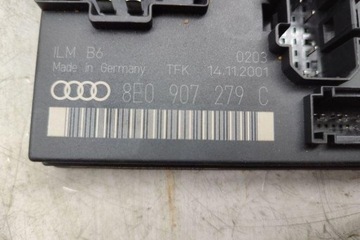 ILM B6 0203
Made in Germany TFK 14.11.2001
8E0 907 279 C